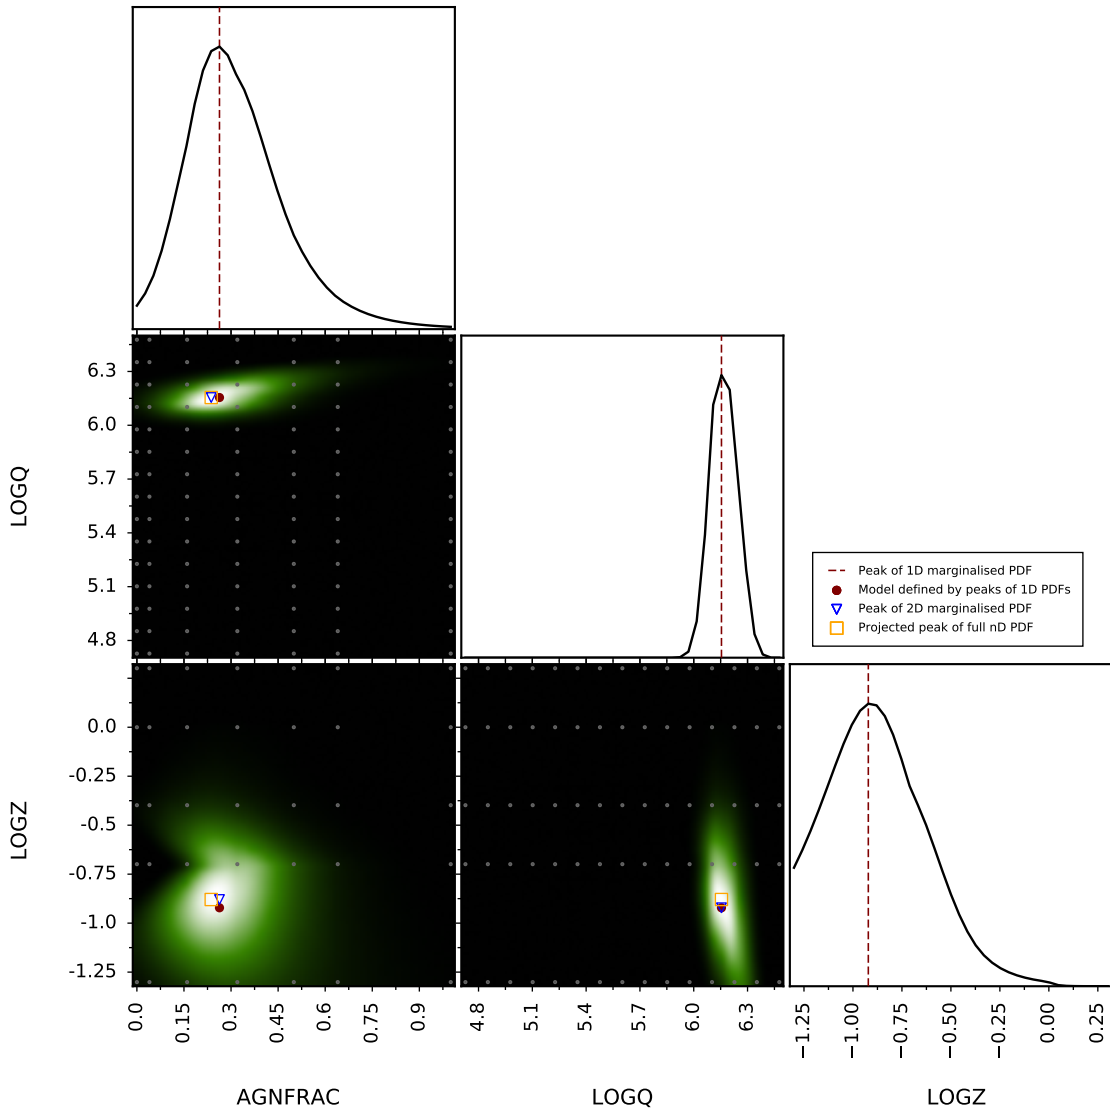 LOGQ
6.3
6.0
5.7
5.4
5.1
4.8
Peak of 1D marginalised PDF
Model defined by peaks of 1D PDFs
Peak of 2D marginalised PDF
Projected peak of full nD PDF
LOGZ
0.0
-0.25
-0.5
-0.75
-1.0
-1.25
0.0 0.15 0.3 0.45 0.6 0.75 0.9
4.8 5.1 5.4 5.7 6.0 6.3
−1.25 −1.00 −0.75 −0.50 −0.25 0.00 0.25
AGNFRAC LOGQ LOGZ